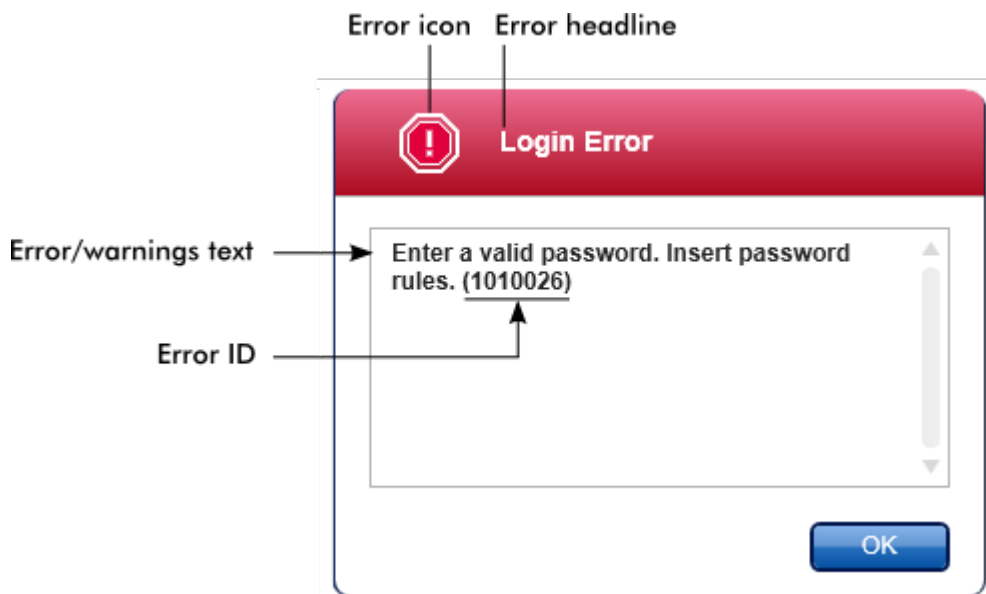 Error icon Error headline
Login Error
Error/warnings text
Enter a valid password. Insert password
rules. (1010026)
Error ID
OK